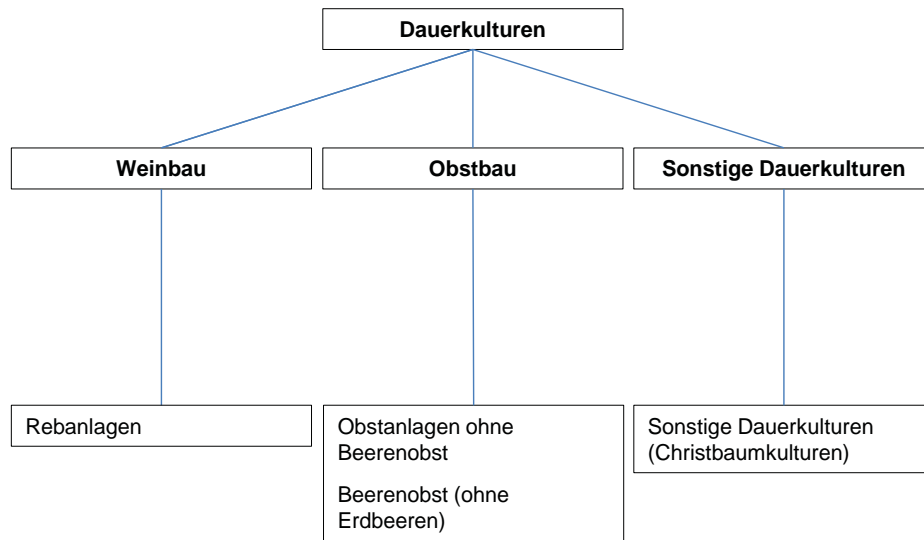 Dauerkulturen
Weinbau
Obstbau
Sonstige Dauerkulturen
Rebanlagen
Obstanlagen ohne
Beerenobst
Beerenobst (ohne
Erdbeeren)
Sonstige Dauerkulturen
(Christbaumkulturen)